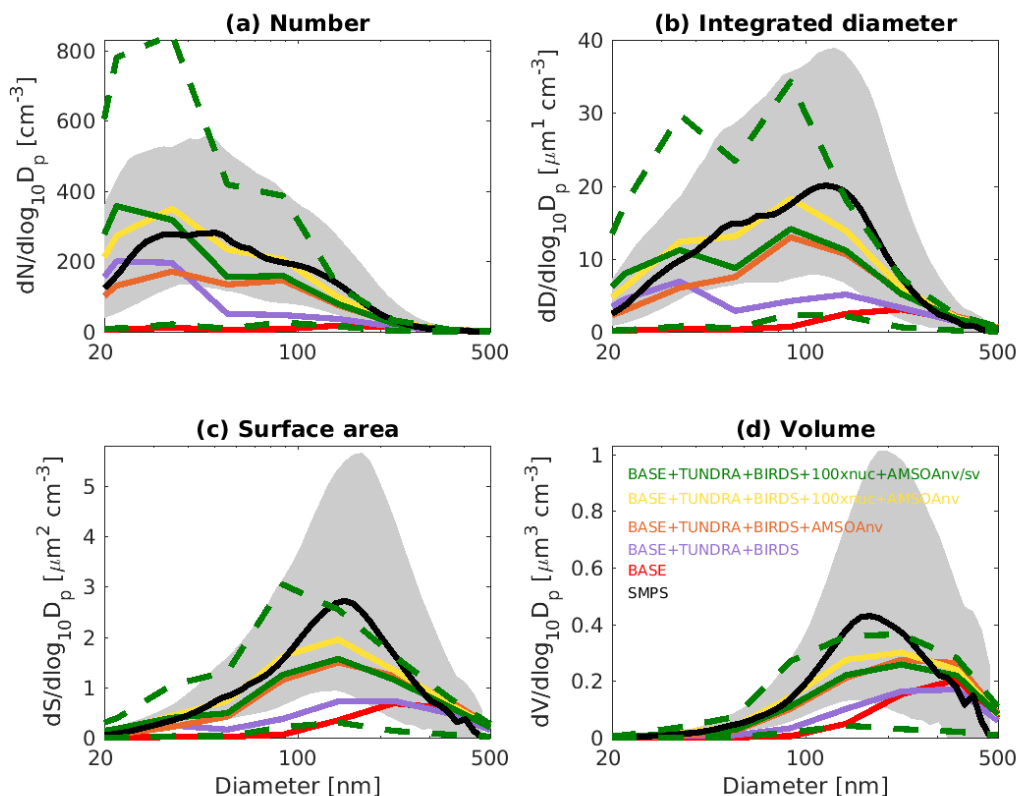 (a) Number
dN/dlog10Dp [cm-3]
800
600
400
200
0
20
100
500
(b) Integrated diameter
dD/dlog10Dp [μm1 cm-3]
40
30
20
10
0
20
100
500
(c) Surface area
dS/dlog10Dp [μm2 cm-3]
5
4
3
2
1
0
20
100
500
Diameter [nm]
(d) Volume
dV/dlog10Dp [μm3 cm-3]
1
0.8
0.6
0.4
0.2
0
20
100
500
Diameter [nm]
BASE+TUNDRA+BIRDS+100xnuc+AMSOAnv/sv
BASE+TUNDRA+BIRDS+100xnuc+AMSOAnv
BASE+TUNDRA+BIRDS+AMSOAnv
BASE+TUNDRA+BIRDS
BASE
SMPS